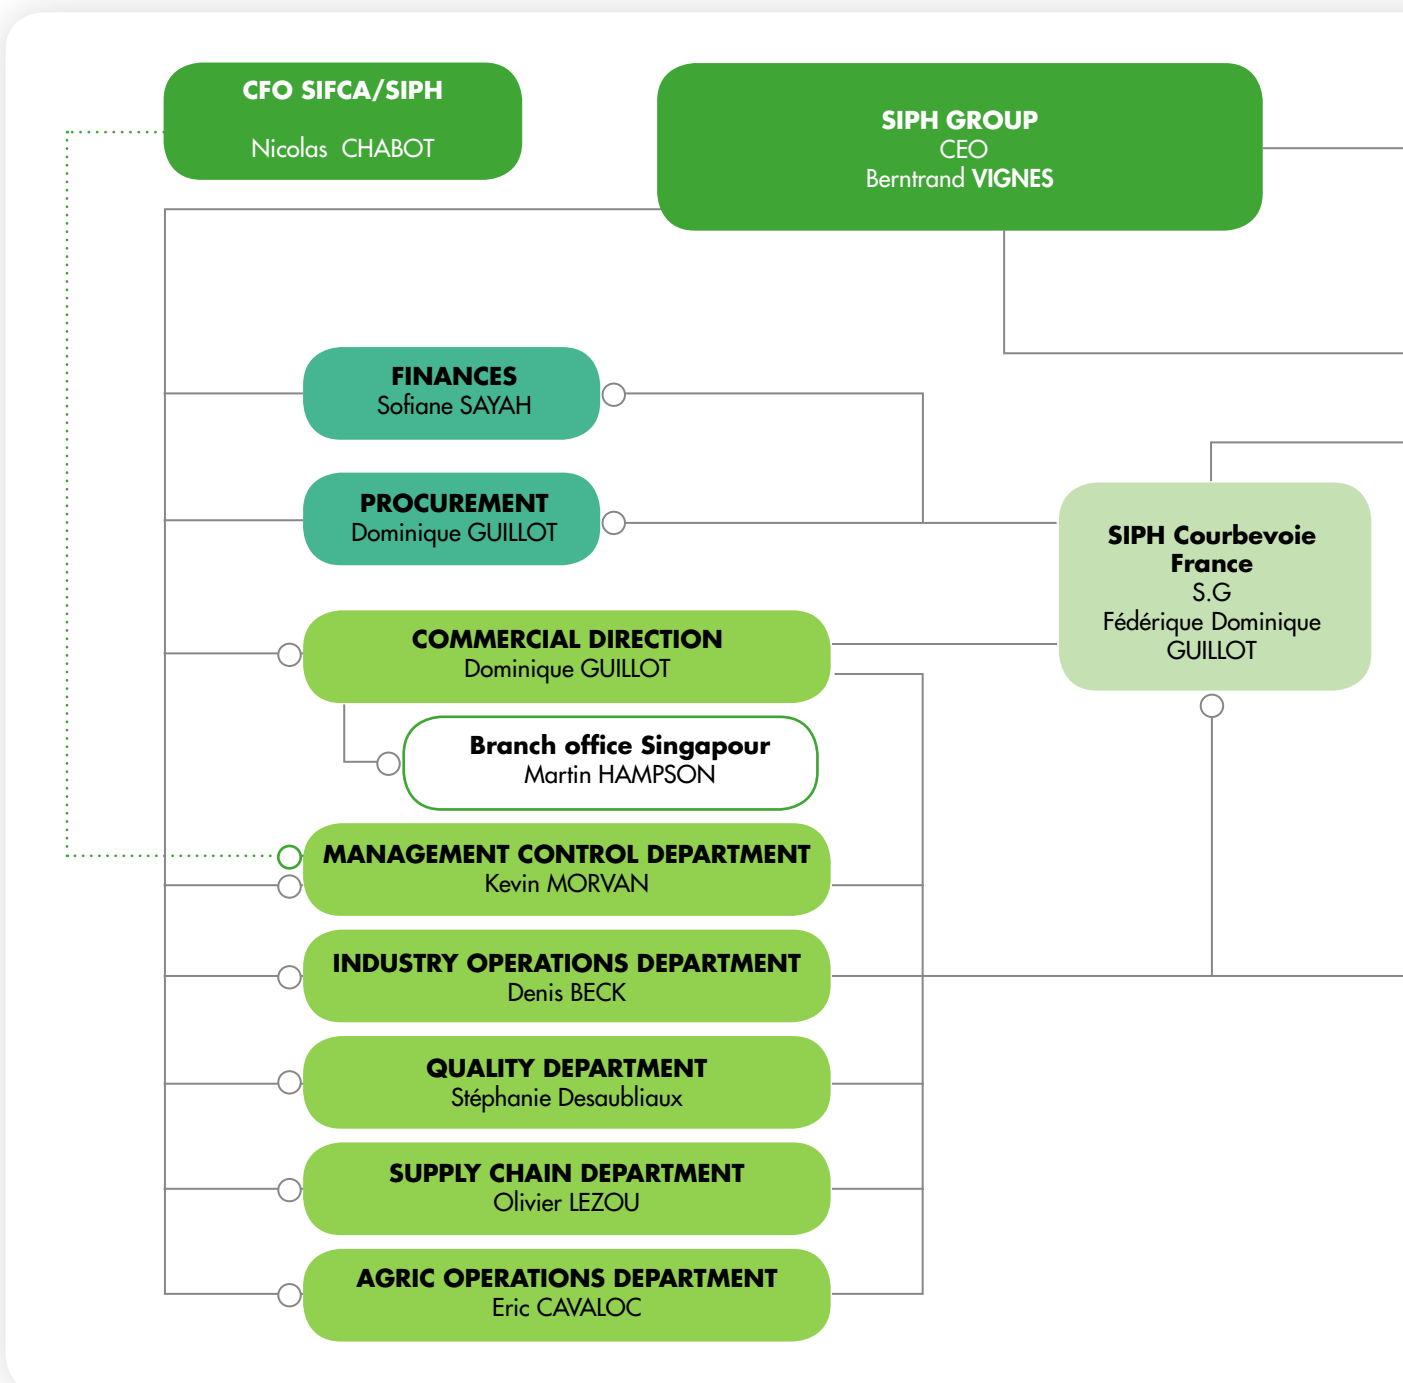 CFO SIFCA/SIPH
Nicolas CHABOT
SIPH GROUP
CEO
Berntrand VIGNES
FINANCES
Sofiane SAYAH
PROCUREMENT
Dominique GUILLOT
SIPH Courbevoie
France
S.G
Fédérique Dominique
GUILLOT
COMMERCIAL DIRECTION
Dominique GUILLOT
Branch office Singapour
Martin HAMPSON
MANAGEMENT CONTROL DEPARTMENT
Kevin MORVAN
INDUSTRY OPERATIONS DEPARTMENT
Denis BECK
QUALITY DEPARTMENT
Stéphanie Desaubliaux
SUPPLY CHAIN DEPARTMENT
Olivier LEZOU
AGRIC OPERATIONS DEPARTMENT
Eric CAVALOC